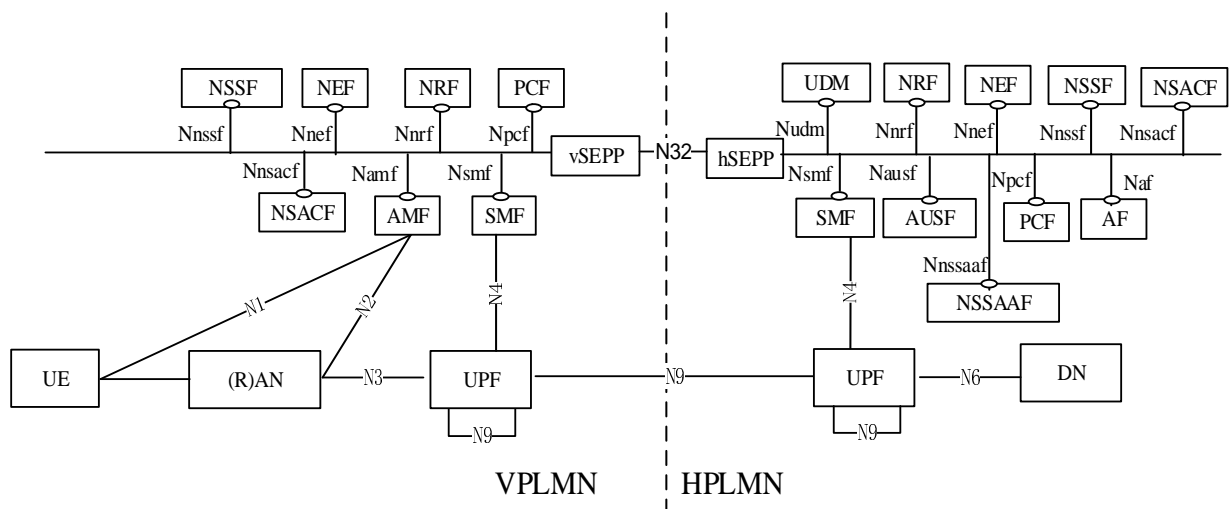 NSSF NEF NRF PCF UDM NRF NEF NSSF NSACF
Nnssf Nnef Nnrf Npcf Nudm Nnrf Nnef Nnssf Nnsacf
vSEPP N32 hSEPP
Nnsacf Namf Nsmf Nsmf Nausf Npcf Naf
NSACF AMF SMF SMF AUSF PCF AF
Nnssaaf
N1 N2 N4 N4 NSSAAF
UE (R)AN N3 UPF N9 UPF N6 DN
N9 N9
VPLMN HPLMN